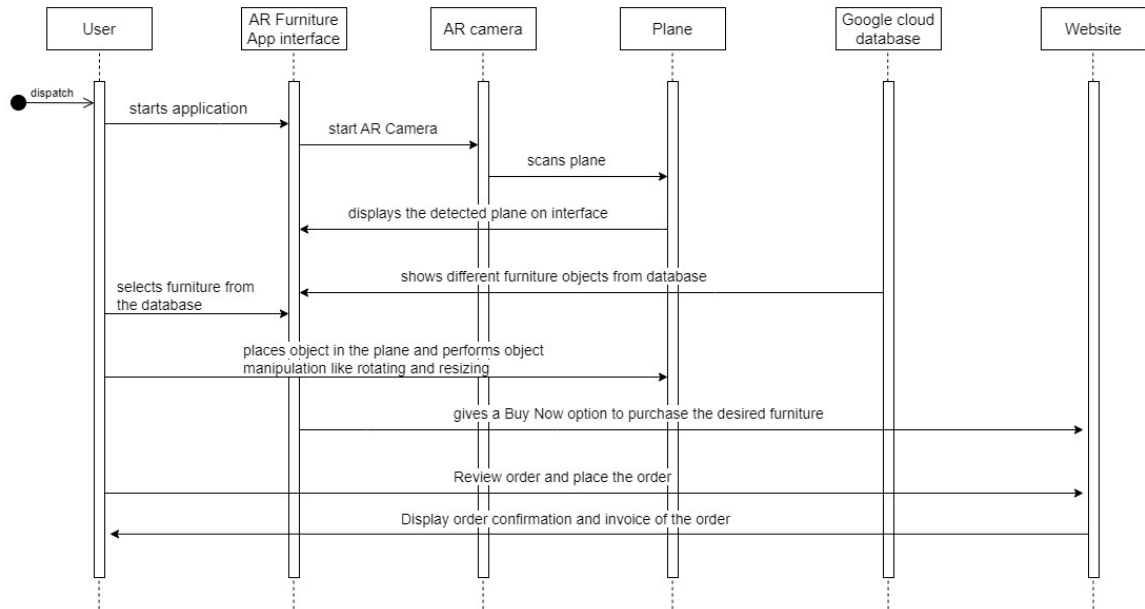 User
AR Furniture
App interface
AR camera
Plane
Google cloud
database
Website
dispatch
starts application
start AR Camera
scans plane
displays the detected plane on interface
shows different furniture objects from database
selects furniture from
the database
places object in the plane and performs object
manipulation like rotating and resizing
gives a Buy Now option to purchase the desired furniture
Review order and place the order
Display order confirmation and invoice of the order